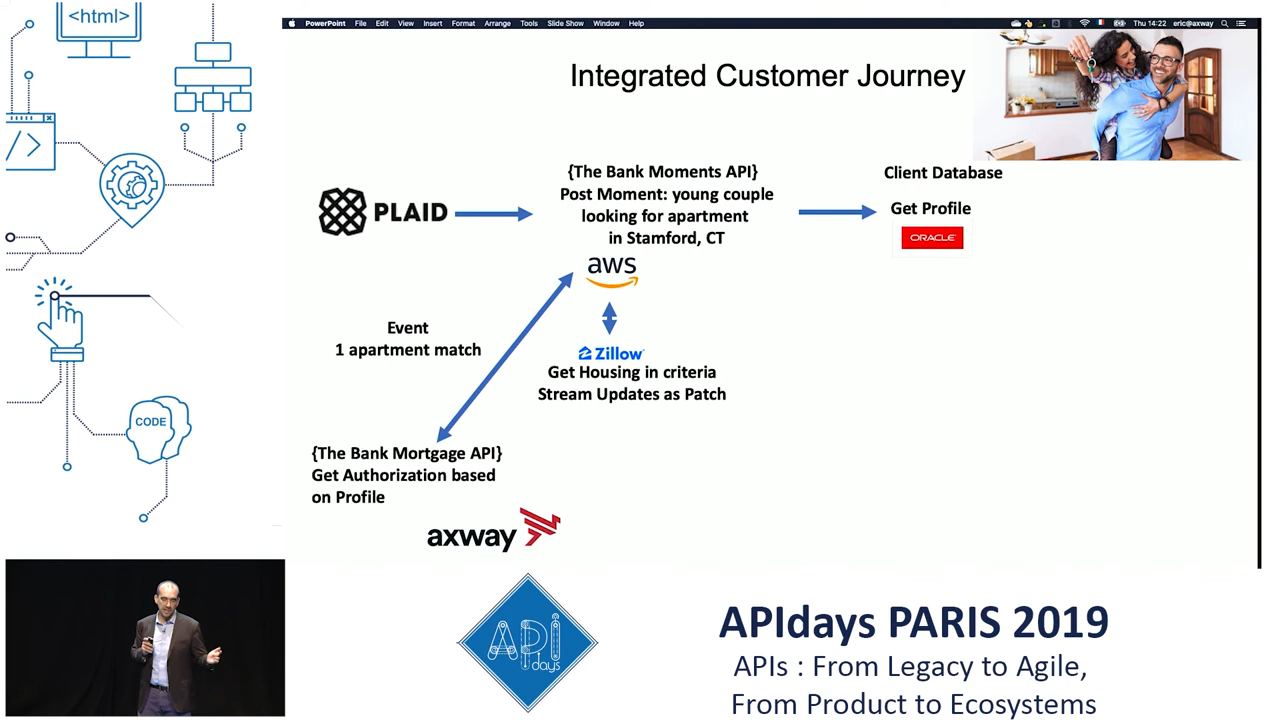 <html>
PowerPoint File Edit View Insert Format Arrange Tools Slide Show Window Help
Thu 14:22 eric@axway
Integrated Customer Journey
</>
PLAID
{The Bank Moments API}
Post Moment: young couple
looking for apartment
in Stamford, CT
aws
Client Database
Get Profile
ORACLE
Event
1 apartment match
Zillow
Get Housing in criteria
Stream Updates as Patch
CODE
{The Bank Mortgage API}
Get Authorization based
on Profile
axway
API
days
APIdays PARIS 2019
APIs : From Legacy to Agile,
From Product to Ecosystems